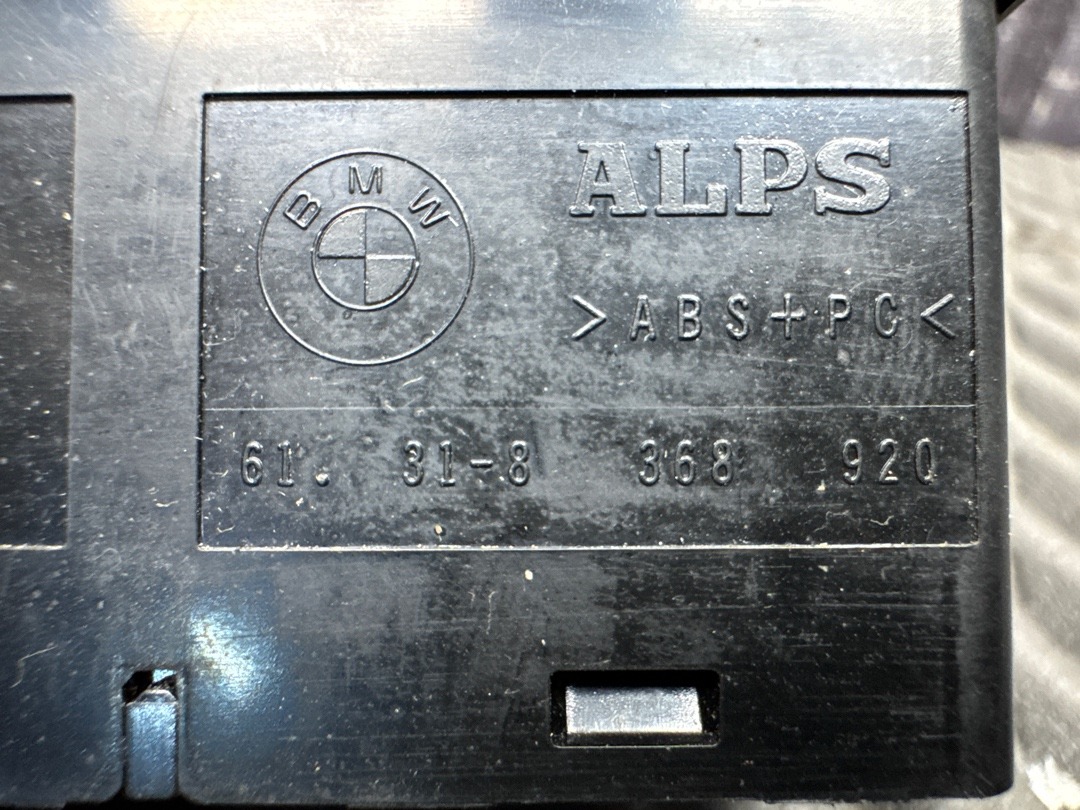 BMW
ALPS
>ABS+PC<
61. 31-8 368 920